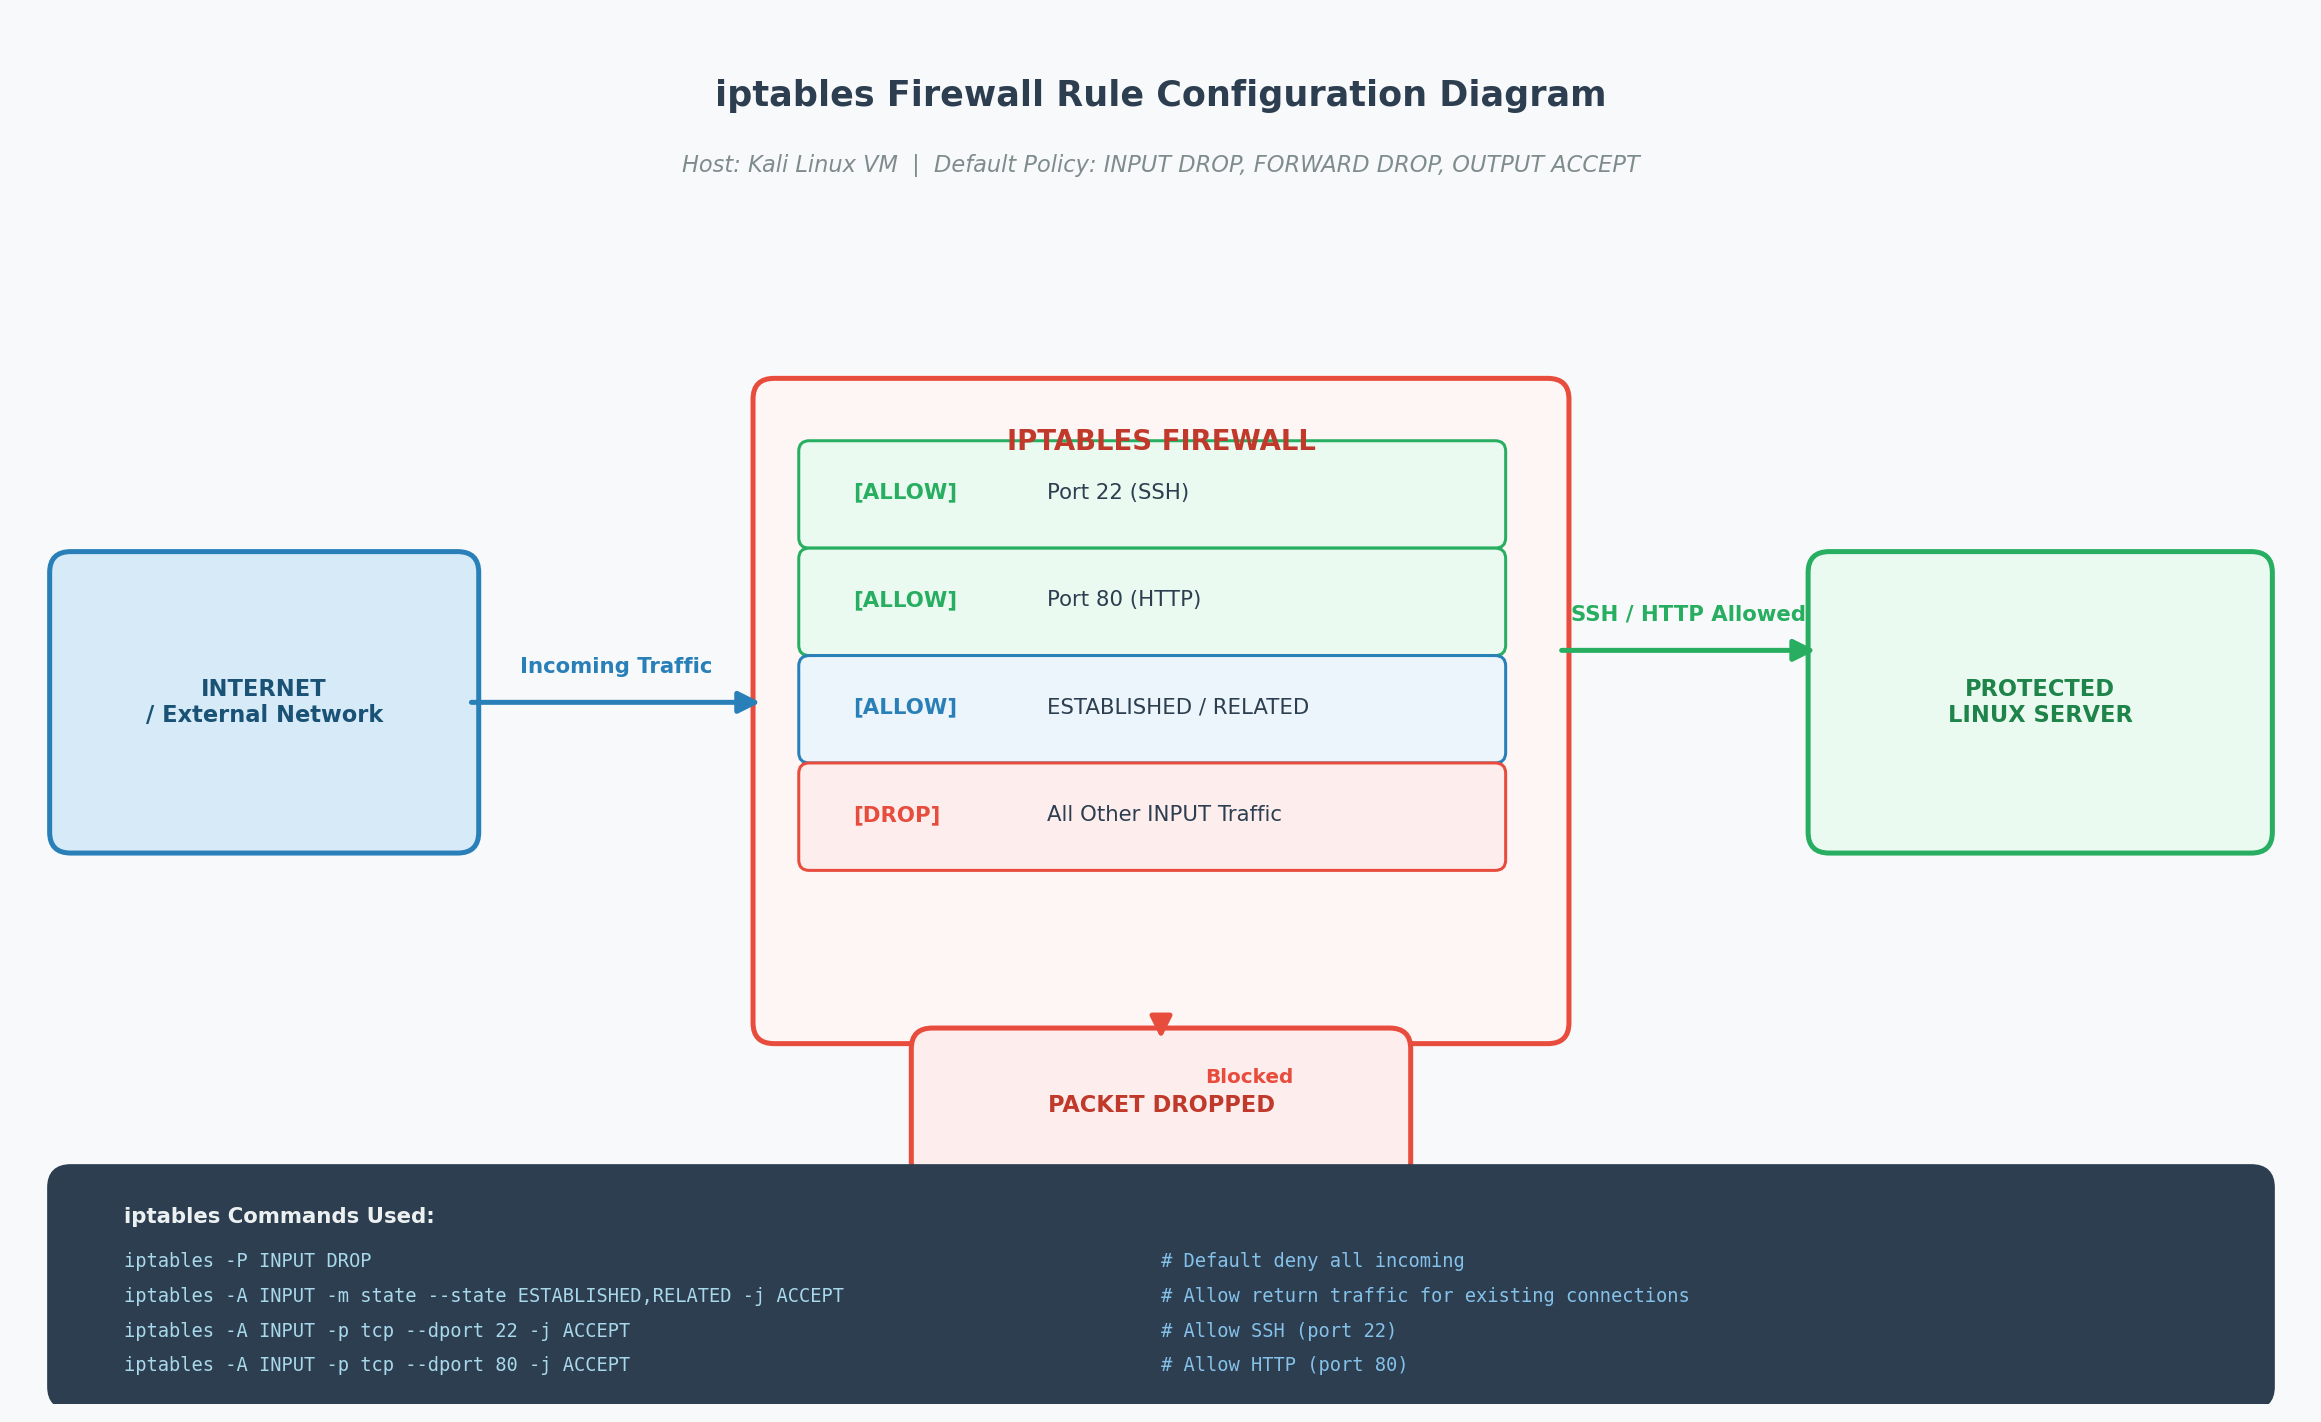 iptables Firewall Rule Configuration Diagram
Host: Kali Linux VM | Default Policy: INPUT DROP, FORWARD DROP, OUTPUT ACCEPT
INTERNET
/ External Network
Incoming Traffic
IPTABLES FIREWALL
[ALLOW] Port 22 (SSH)
[ALLOW] Port 80 (HTTP)
[ALLOW] ESTABLISHED / RELATED
[DROP] All Other INPUT Traffic
SSH / HTTP Allowed
PROTECTED
LINUX SERVER
Blocked
PACKET DROPPED
iptables Commands Used:
iptables -P INPUT DROP # Default deny all incoming
iptables -A INPUT -m state --state ESTABLISHED,RELATED -j ACCEPT # Allow return traffic for existing connections
iptables -A INPUT -p tcp --dport 22 -j ACCEPT # Allow SSH (port 22)
iptables -A INPUT -p tcp --dport 80 -j ACCEPT # Allow HTTP (port 80)